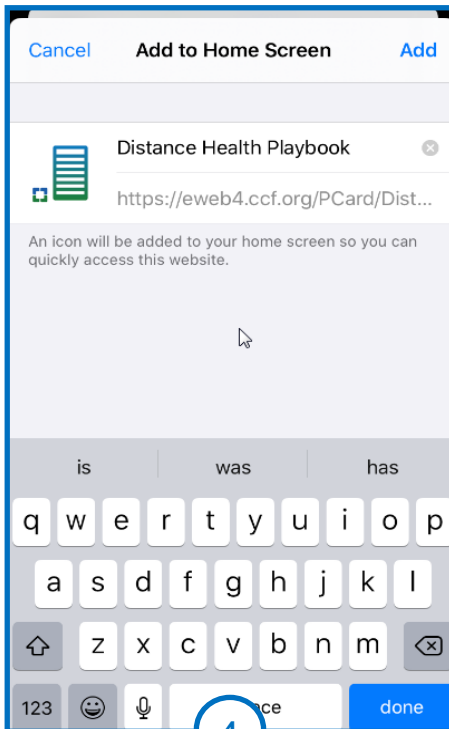 Cancel Add to Home Screen Add
Distance Health Playbook
https://eweb4.ccf.org/PCard/Dist...
An icon will be added to your home screen so you can
quickly access this website.
is was has
q w e r t y u i o p
a s d f g h j k l
z x c v b n m
123 done